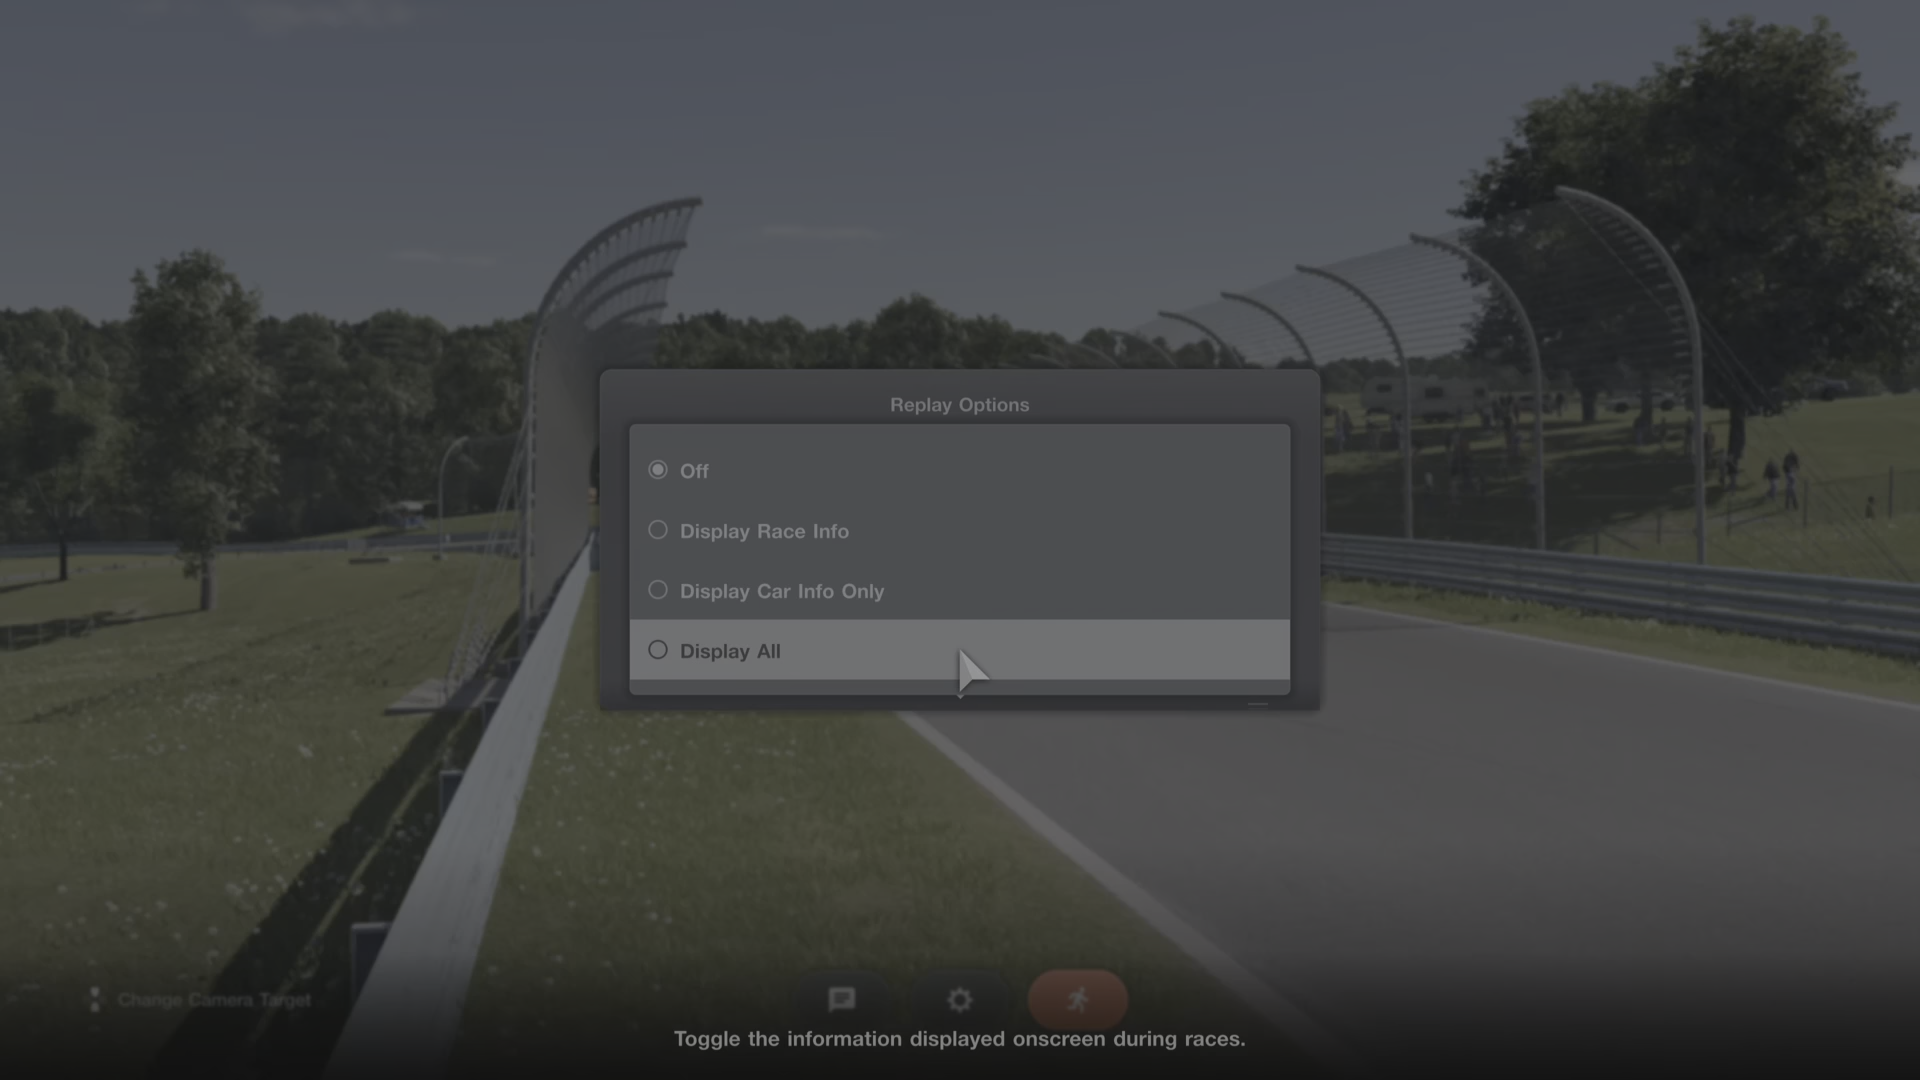 Replay Options
Off
Display Race Info
Display Car Info Only
Display All
Change Camera Target
Toggle the information displayed onscreen during races.